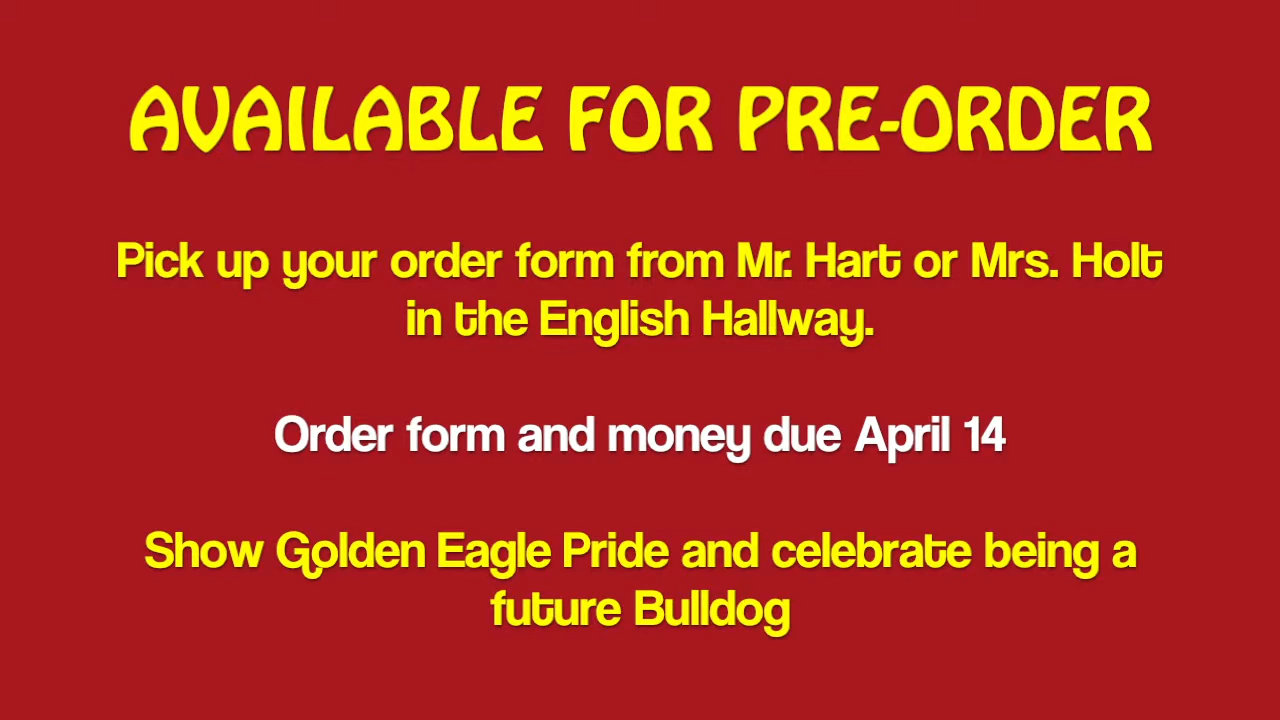 AVAILABLE FOR PRE-ORDER
Pick up your order form from Mr. Hart or Mrs. Holt
in the English Hallway.
Order form and money due April 14
Show Golden Eagle Pride and celebrate being a
future Bulldog